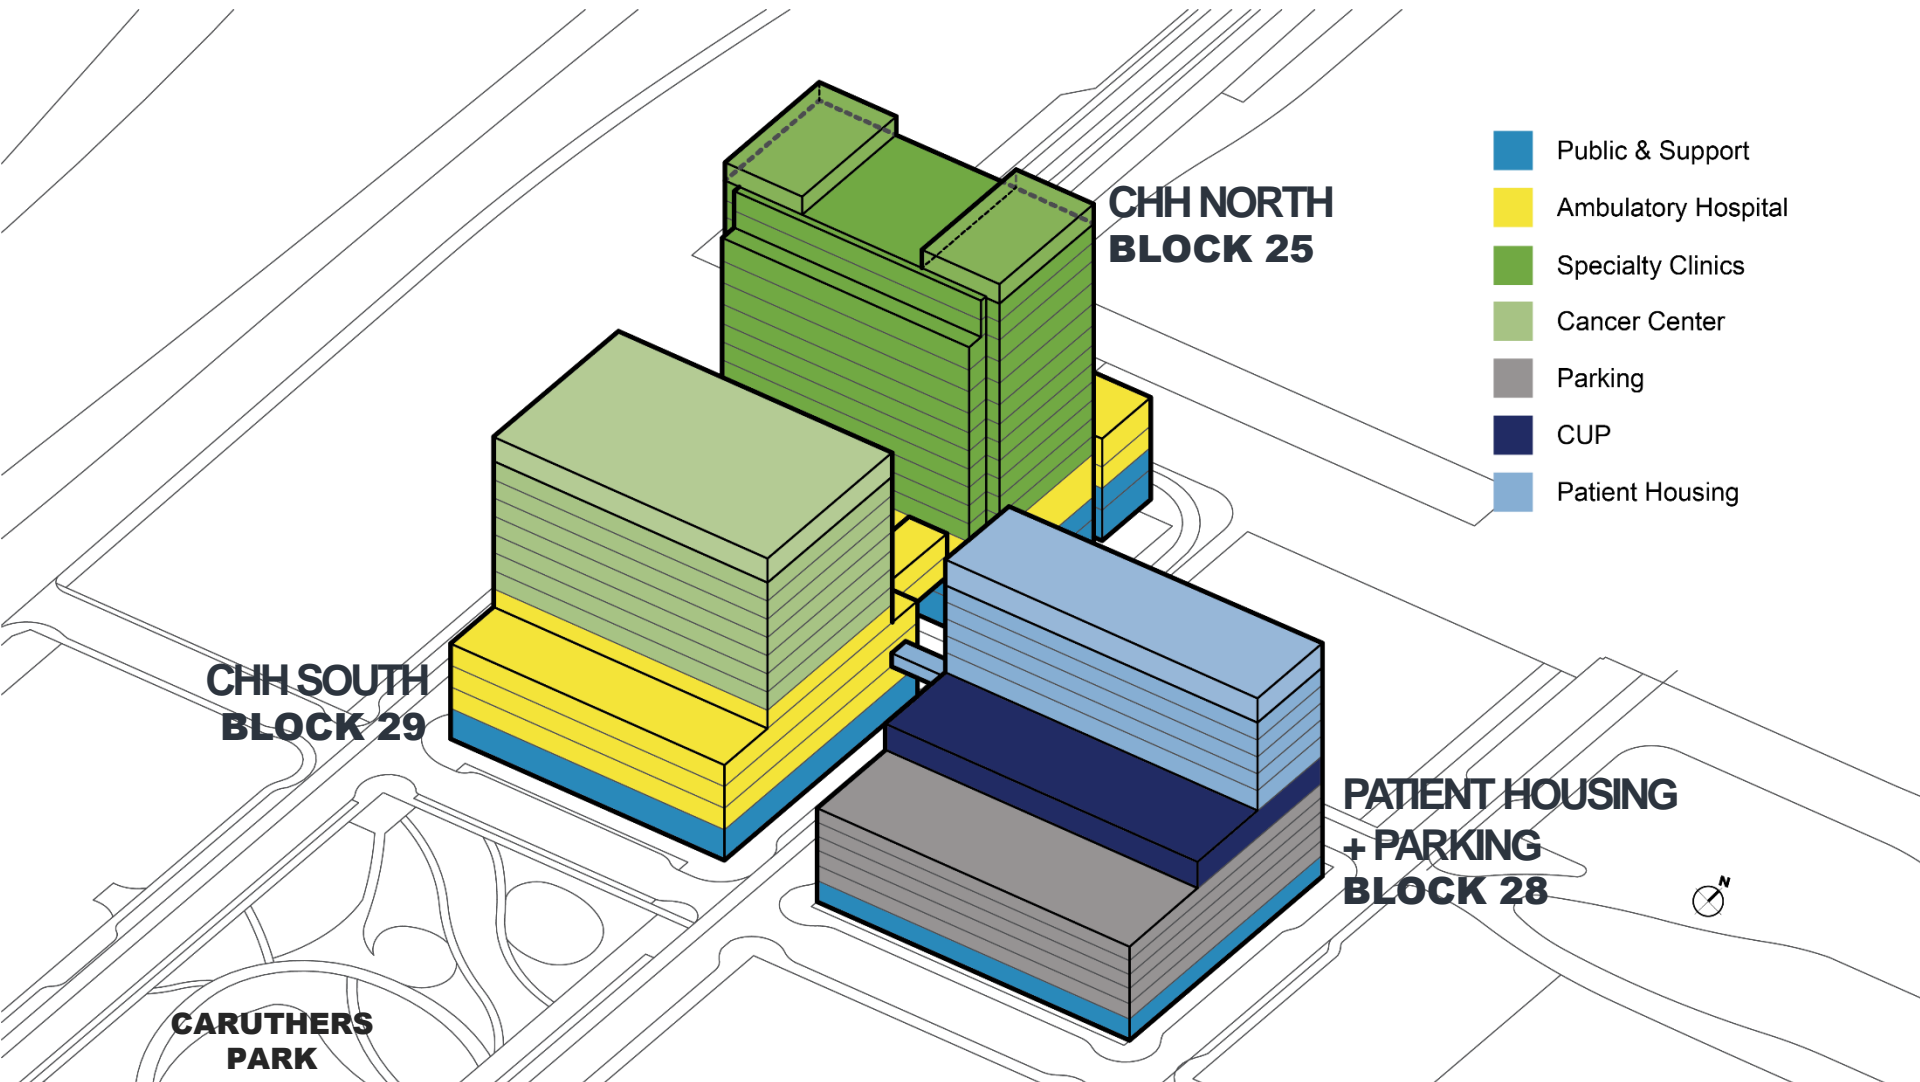 CHH NORTH
BLOCK 25
Public & Support
Ambulatory Hospital
Specialty Clinics
Cancer Center
Parking
CUP
Patient Housing
CHH SOUTH
BLOCK 29
PATIENT HOUSING
+ PARKING
BLOCK 28
N
CARUTHERS
PARK